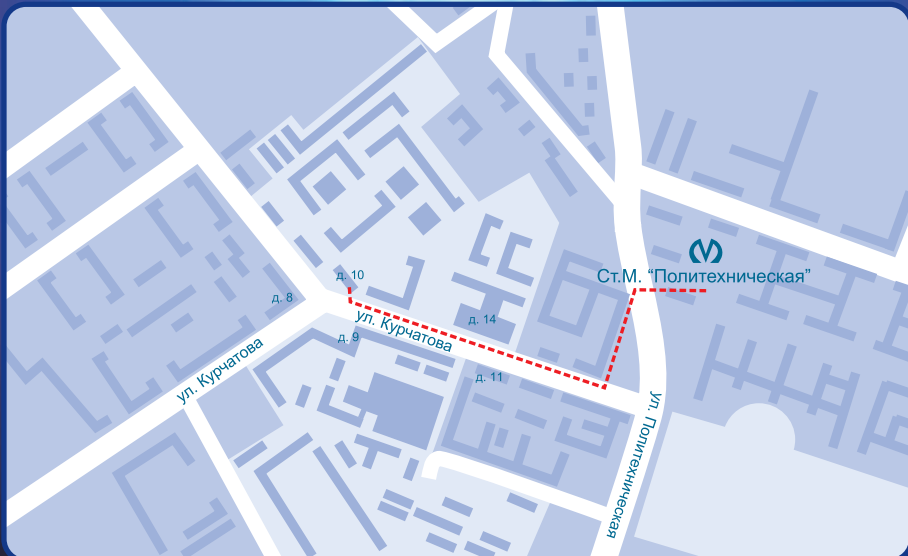 Ст.М. “Политехническая”
д. 10
д. 8
ул. Курчатова
д. 14
д. 9
ул. Курчатова
д. 11
ул. Политехническая